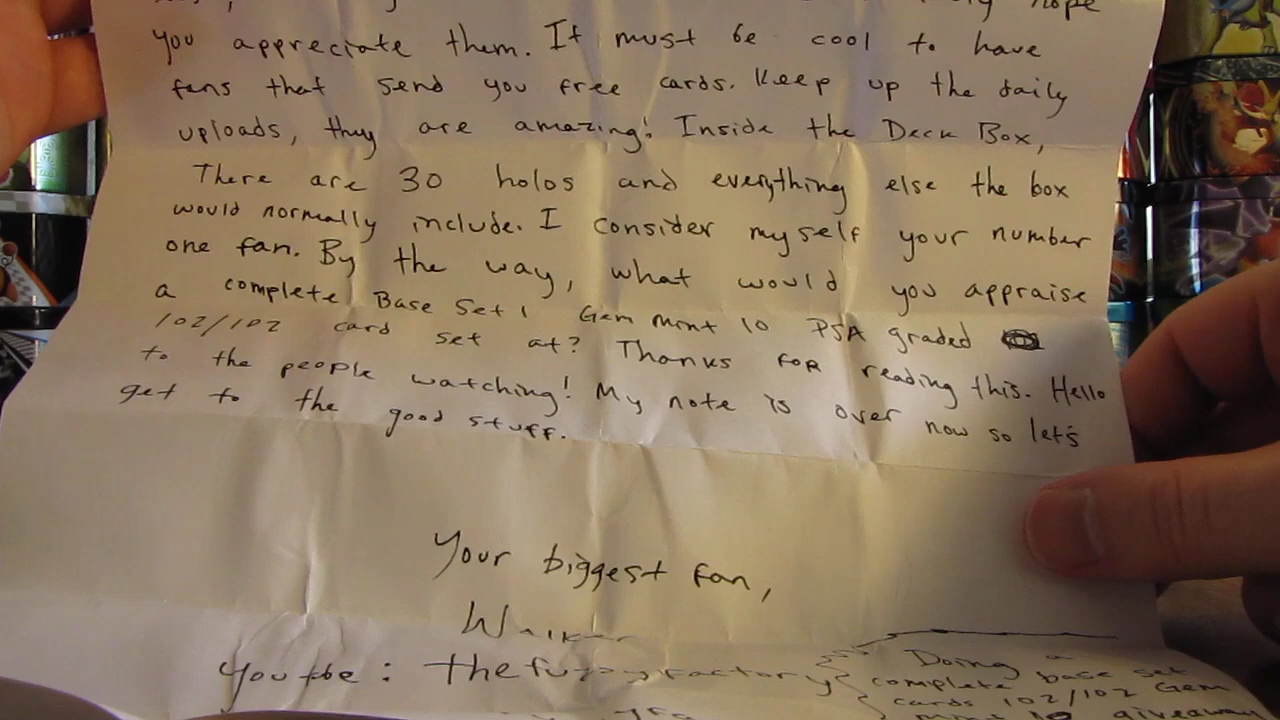 hope
you appreciate them. It must be cool to have
fans that send you free cards. Keep up the daily
uploads, they are amazing! Inside the Deck Box,
There are 30 holos and everything else the box
would normally include. I consider myself your number
one fan. By the way, what would you appraise
a complete Base Set 1 Gem Mint 10 PSA graded
102/102 card set at? Thanks for reading this. Hello
to the people watching! My note is over now so let's
get to the good stuff.
Your biggest fan,
Walker
Youtube: thefuzzyfactory
Doing a
complete base set
cards 102/102 Gem
mint 10 giveaway